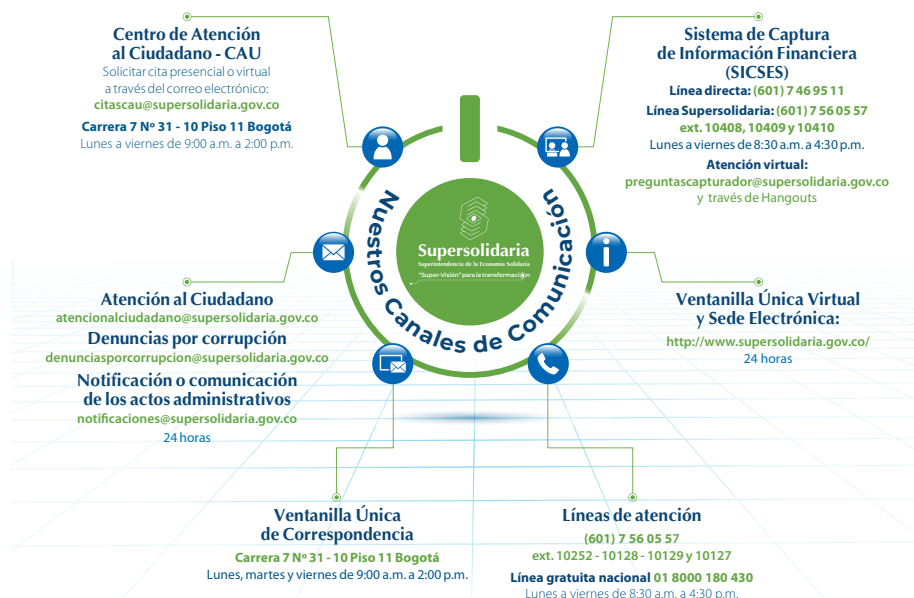 Centro de Atención
al Ciudadano - CAU
Solicitar cita presencial o virtual
a través del correo electrónico:
citascau@supersolidaria.gov.co
Carrera 7 Nº 31 - 10 Piso 11 Bogotá
Lunes a viernes de 9:00 a.m. a 2:00 p.m.
Sistema de Captura
de Información Financiera
(SICSES)
Línea directa: (601) 7 46 95 11
Línea Supersolidaria: (601) 7 56 05 57
ext. 10408, 10409 y 10410
Lunes a viernes de 8:30 a.m. a 4:30 p.m.
Atención virtual:
preguntascapturador@supersolidaria.gov.co
y través de Hangouts
Nuestros Canales de Comunicación
Supersolidaria
Superintendencia de la Economía Solidaria
"Super-Visión" para la transformación
Atención al Ciudadano
atencionalciudadano@supersolidaria.gov.co
Denuncias por corrupción
denunciasporcorrupcion@supersolidaria.gov.co
Notificación o comunicación
de los actos administrativos
notificaciones@supersolidaria.gov.co
24 horas
Ventanilla Única Virtual
y Sede Electrónica:
http://www.supersolidaria.gov.co/
24 horas
Ventanilla Única
de Correspondencia
Carrera 7 Nº 31 - 10 Piso 11 Bogotá
Lunes, martes y viernes de 9:00 a.m. a 2:00 p.m.
Líneas de atención
(601) 7 56 05 57
ext. 10252 - 10128 - 10129 y 10127
Línea gratuita nacional 01 8000 180 430
Lunes a viernes de 8:30 a.m. a 4:30 p.m.